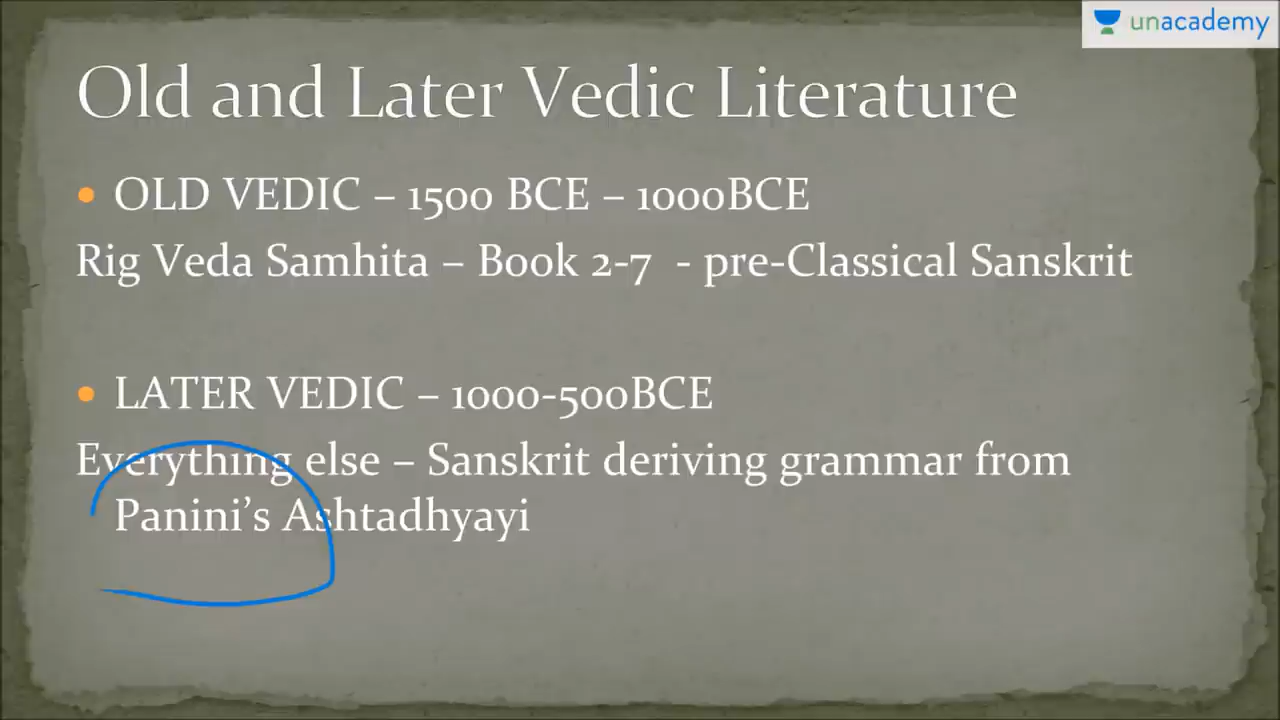 unacademy
Old and Later Vedic Literature
• OLD VEDIC – 1500 BCE – 1000BCE
Rig Veda Samhita – Book 2-7 - pre-Classical Sanskrit
• LATER VEDIC – 1000-500BCE
Everything else – Sanskrit deriving grammar from
Panini’s Ashtadhyayi